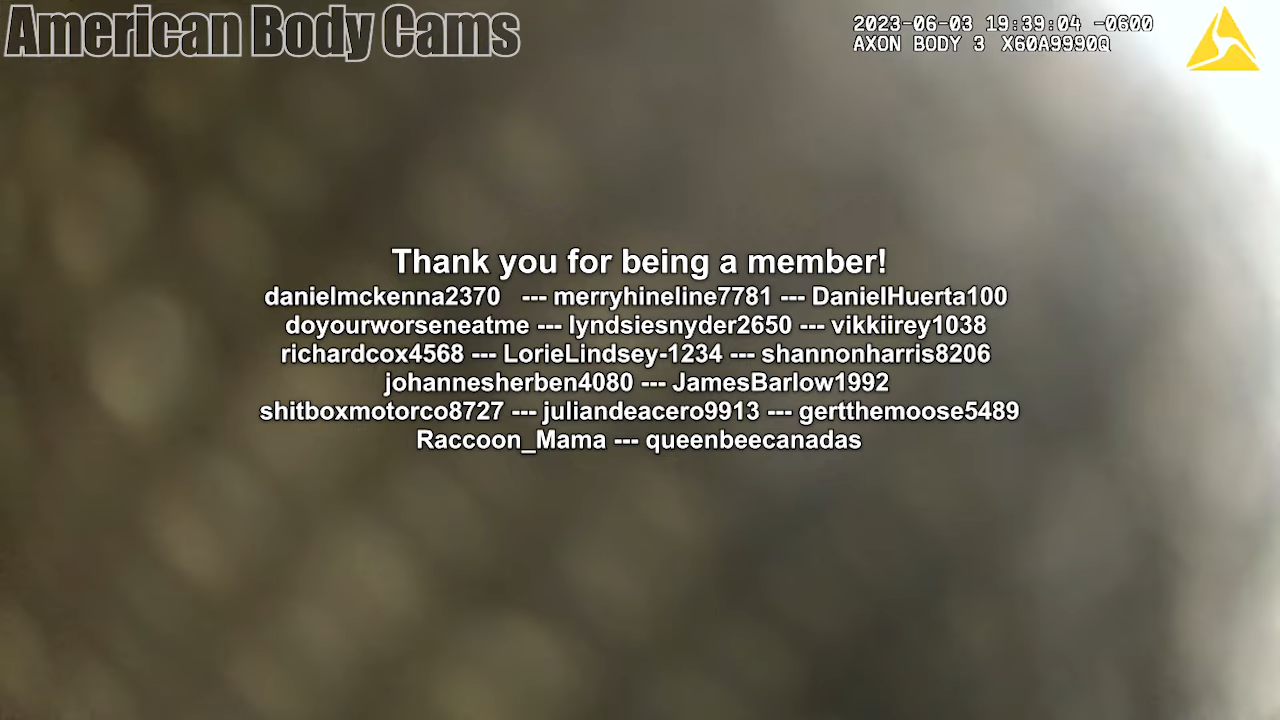 American Body Cams
2023-06-03 19:39:04 -0600
AXON BODY 3 X60A9990Q
Thank you for being a member!
danielmckenna2370 --- merryhineline7781 --- DanielHuerta100
doyourworseneatme --- lyndsiesnyder2650 --- vikkiirey1038
richardcox4568 --- LorieLindsey-1234 --- shannonharris8206
johannesherben4080 --- JamesBarlow1992
shitboxmotorco8727 --- juliandeacero9913 --- gertthemoose5489
Raccoon_Mama --- queenbeecanadas